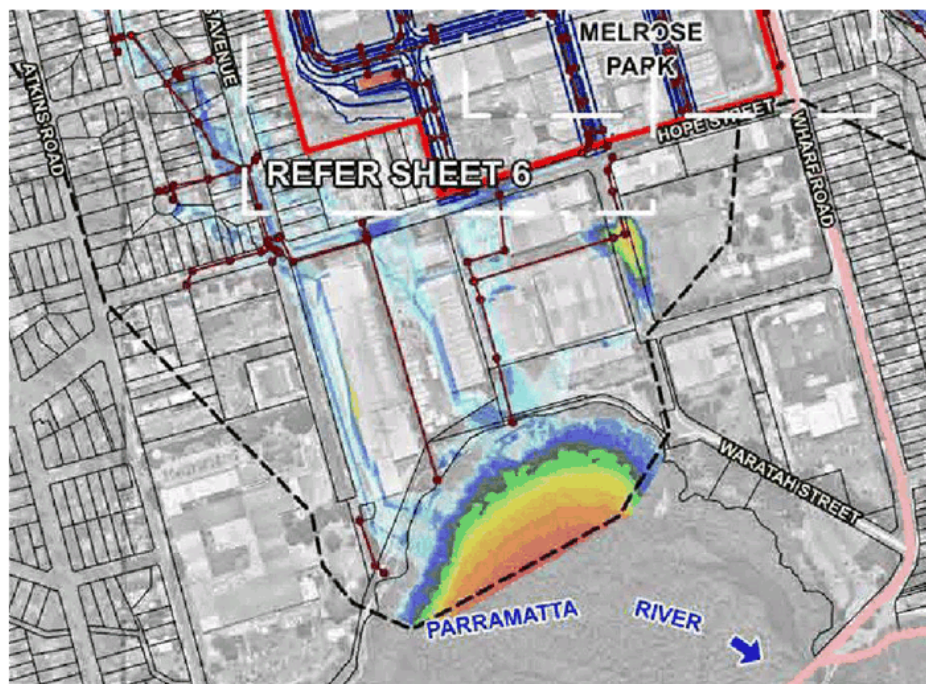 MELROSE
PARK
S AVENUE
ATKINS ROAD
HOPE STREET
WHARF ROAD
REFER SHEET 6
WARATAH STREET
PARRAMATTA RIVER